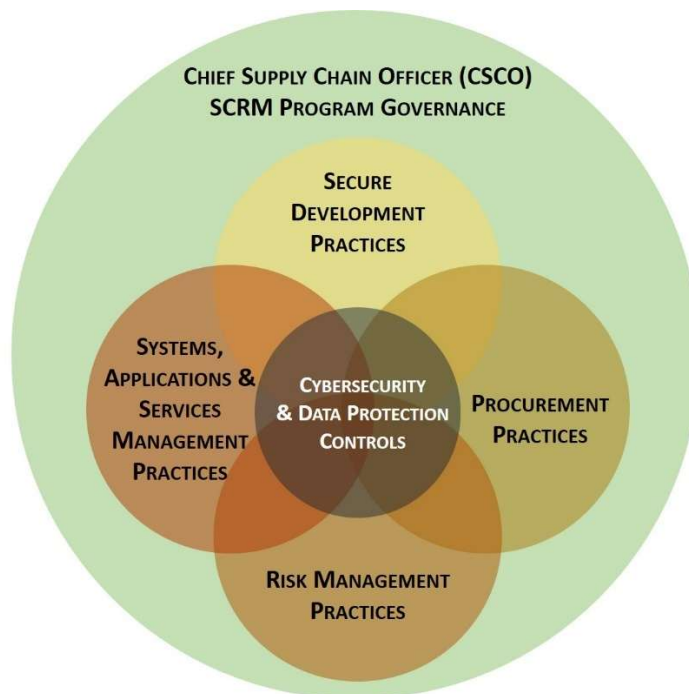 CHIEF SUPPLY CHAIN OFFICER (CSCO)
SCRM PROGRAM GOVERNANCE
SECURE
DEVELOPMENT
PRACTICES
SYSTEMS,
APPLICATIONS &
SERVICES
MANAGEMENT
PRACTICES
CYBERSECURITY
& DATA PROTECTION
CONTROLS
PROCUREMENT
PRACTICES
RISK MANAGEMENT
PRACTICES